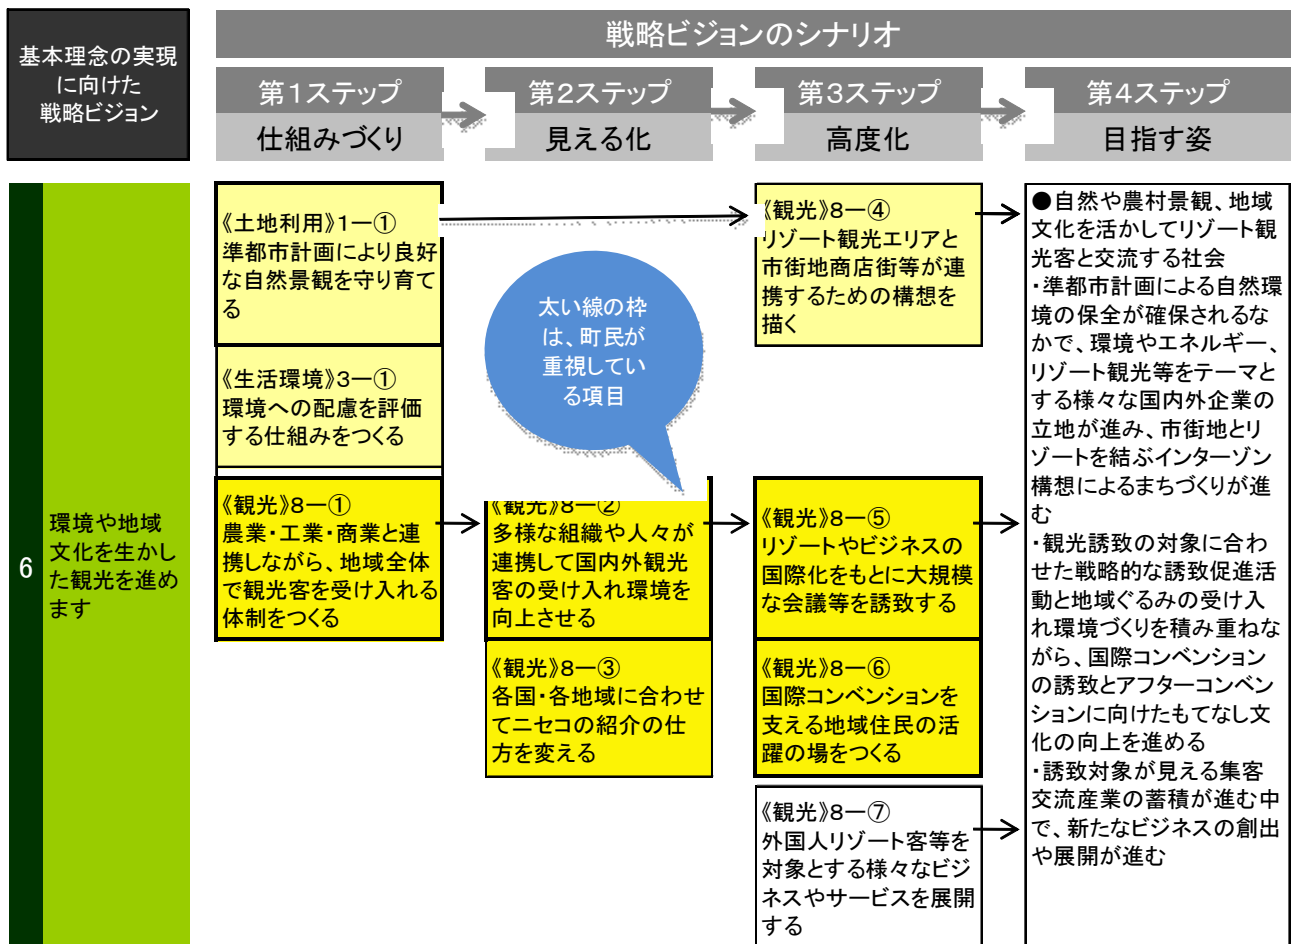 基本理念の実現
に向けた
戦略ビジョン
戦略ビジョンのシナリオ
第1ステップ
仕組みづくり
第2ステップ
見える化
第3ステップ
高度化
第4ステップ
目指す姿
6
環境や地域
文化を生かし
た観光を進め
ます
《土地利用》1―①
準都市計画により良好
な自然景観を守り育て
る
《生活環境》3―①
環境への配慮を評価
する仕組みをつくる
《観光》8―①
農業・工業・商業と連
携しながら、地域全体
で観光客を受け入れる
体制をつくる
太い線の枠
は、町民が
重視してい
る項目
《観光》8―②
多様な組織や人々が
連携して国内外観光
客の受け入れ環境を
向上させる
《観光》8―③
各国・各地域に合わせ
てニセコの紹介の仕
方を変える
《観光》8―④
リゾート観光エリアと
市街地商店街等が連
携するための構想を
描く
《観光》8―⑤
リゾートやビジネスの
国際化をもとに大規模
な会議等を誘致する
《観光》8―⑥
国際コンベンションを
支える地域住民の活
躍の場をつくる
《観光》8―⑦
外国人リゾート客等を
対象とする様々なビジ
ネスやサービスを展開
する
●自然や農村景観、地域
文化を活かしてリゾート観
光客と交流する社会
・準都市計画による自然環
境の保全が確保されるな
かで、環境やエネルギー、
リゾート観光等をテーマと
する様々な国内外企業の
立地が進み、市街地とリ
ゾートを結ぶインターゾン
構想によるまちづくりが進
む
・観光誘致の対象に合わ
せた戦略的な誘致促進活
動と地域ぐるみの受け入
れ環境づくりを積み重ねな
がら、国際コンベンション
の誘致とアフターコンベン
ションに向けたもてなし文
化の向上を進める
・誘致対象が見える集客
交流産業の蓄積が進む中
で、新たなビジネスの創出
や展開が進む